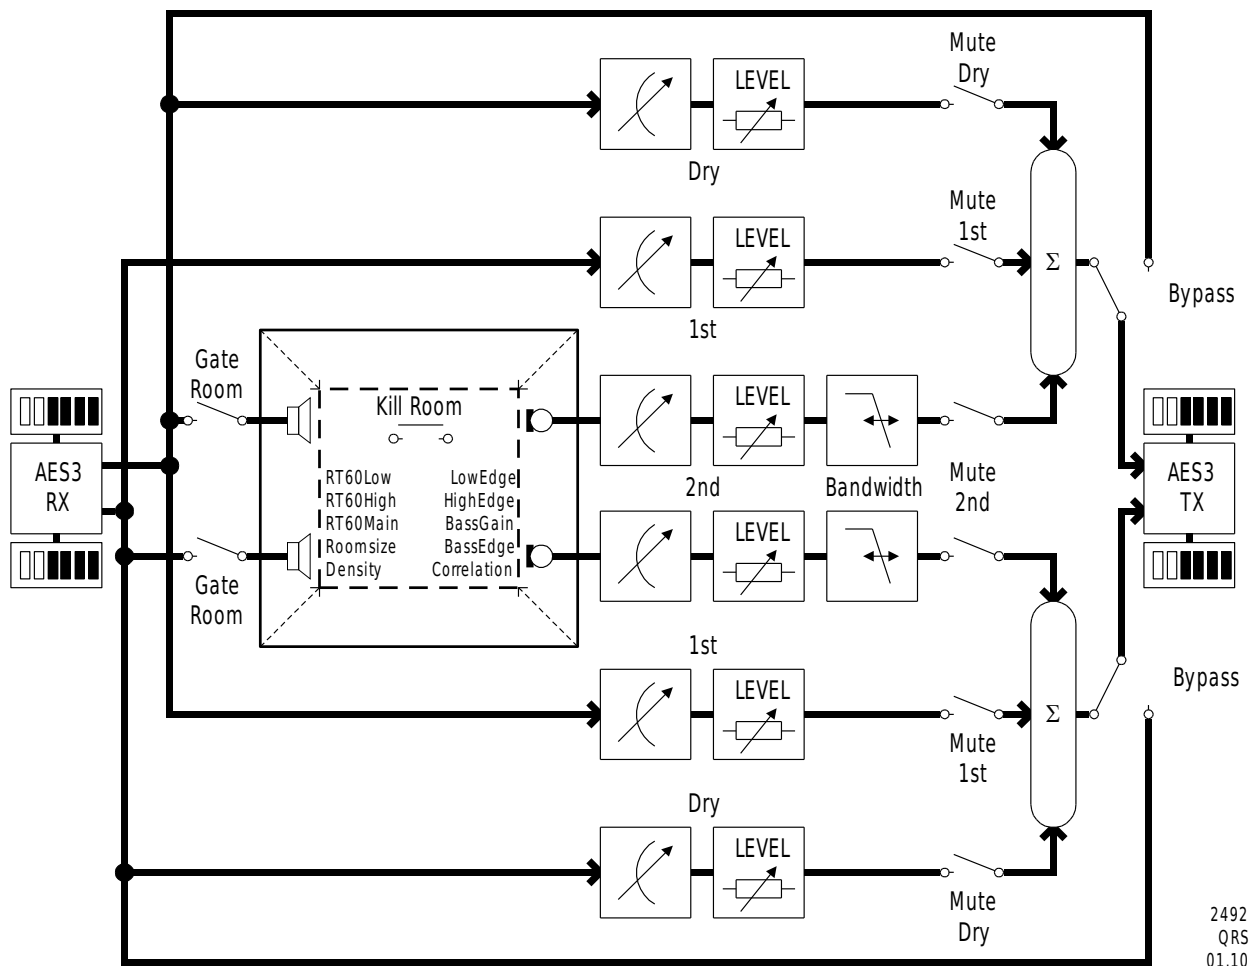 Mute
Dry
LEVEL
Dry
Mute
1st
LEVEL
Σ
Bypass
1st
Gate
Room
Kill Room
AES3
RX
RT60Low
LowEdge
RT60High
HighEdge
RT60Main
BassGain
Roomsize
BassEdge
Density
Correlation
LEVEL
2nd
Bandwidth
Mute
2nd
AES3
TX
LEVEL
Gate
Room
1st
LEVEL
Σ
Bypass
Mute
1st
Dry
LEVEL
Mute
Dry
2492
QRS
01.10